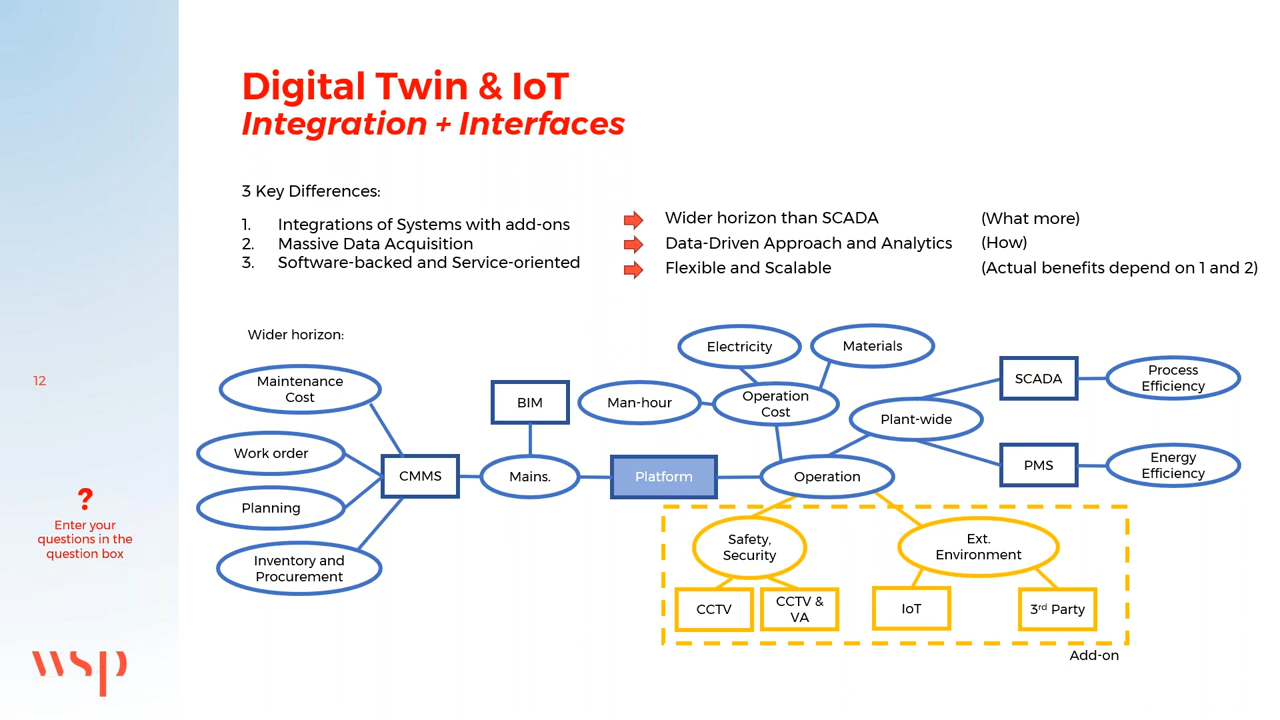 Digital Twin & IoT
Integration + Interfaces
3 Key Differences:
1. Integrations of Systems with add-ons
2. Massive Data Acquisition
3. Software-backed and Service-oriented
Wider horizon than SCADA (What more)
Data-Driven Approach and Analytics (How)
Flexible and Scalable (Actual benefits depend on 1 and 2)
Wider horizon:
Maintenance
Cost
Work order
Planning
Inventory and
Procurement
CMMS
BIM
Mains.
Platform
Man-hour
Electricity
Materials
Operation
Cost
Operation
Plant-wide
SCADA
Process
Efficiency
PMS
Energy
Efficiency
Safety,
Security
CCTV
CCTV &
VA
Ext.
Environment
IoT
3rd Party
Add-on
12
?
Enter your
questions in the
question box
wsp